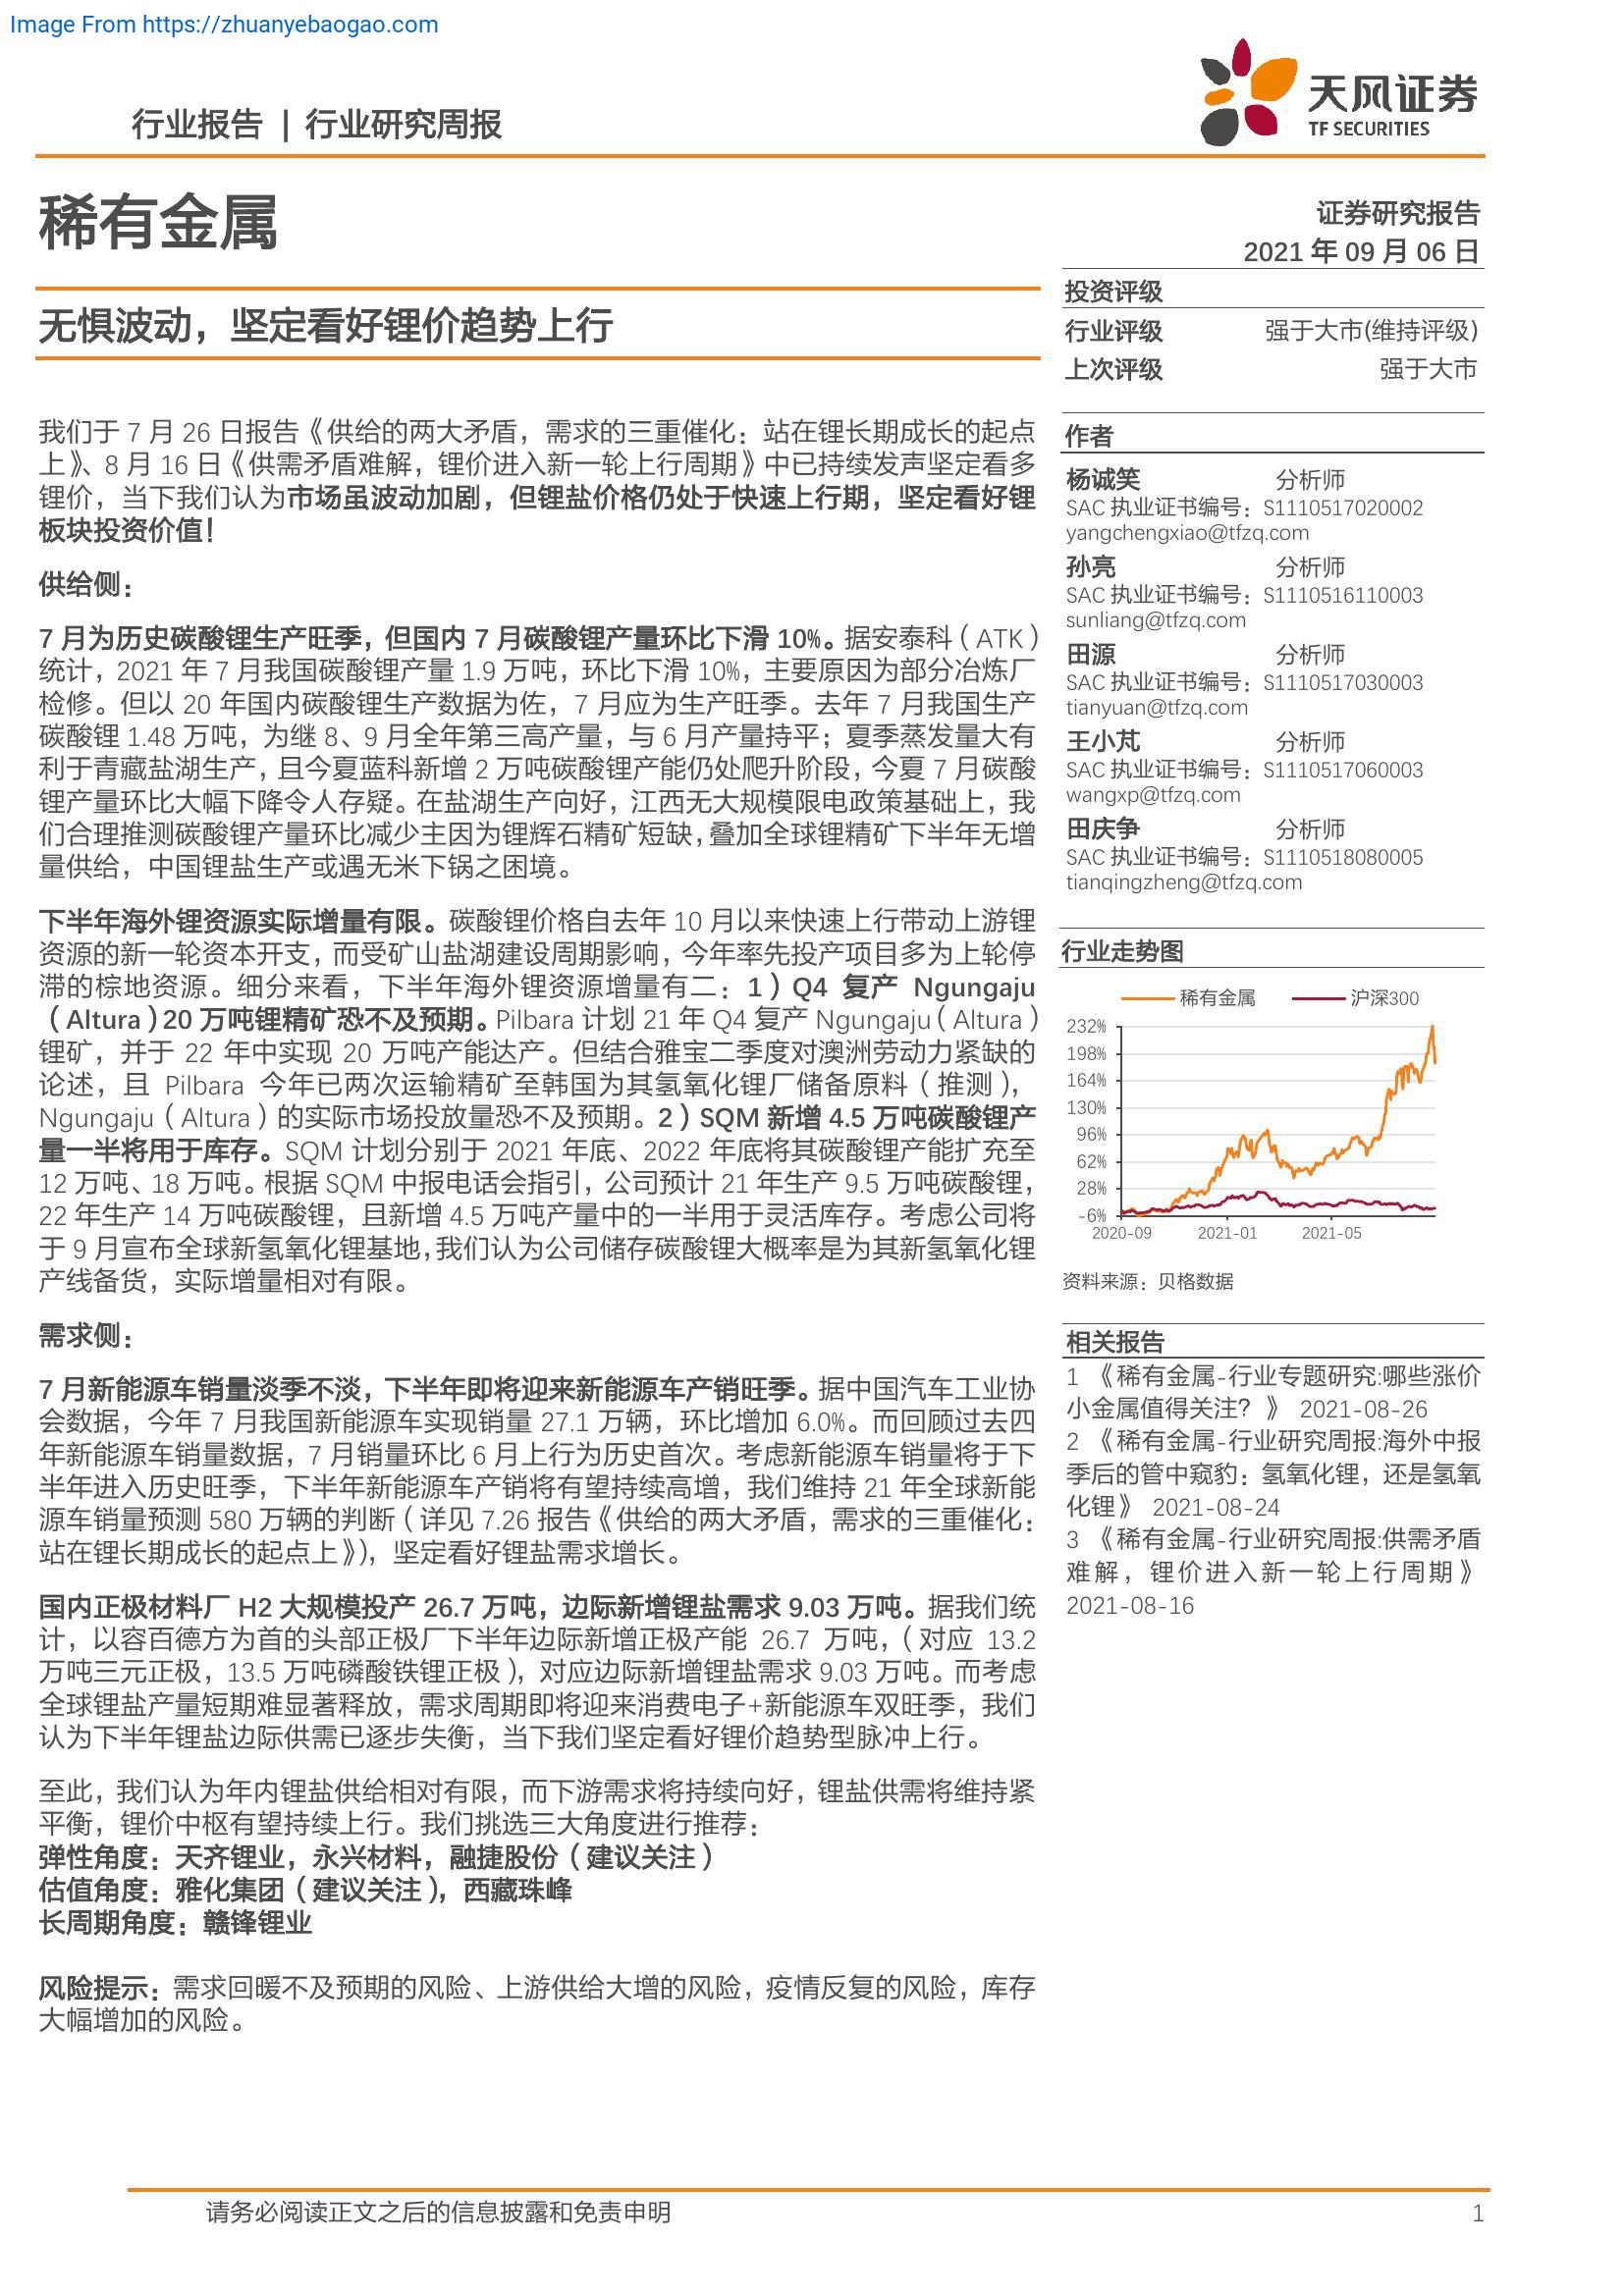 Image From https://zhuanyebaogao.com
行业报告 | 行业研究周报
天风证券
TF SECURITIES
稀有金属
证券研究报告
2021 年 09 月 06 日
无惧波动，坚定看好锂价趋势上行
我们于 7 月 26 日报告《供给的两大矛盾，需求的三重催化：站在锂长期成长的起点
上》、8 月 16 日《供需矛盾难解，锂价进入新一轮上行周期》中已持续发声坚定看多
锂价，当下我们认为市场虽波动加剧，但锂盐价格仍处于快速上行期，坚定看好锂
板块投资价值！
供给侧：
7 月为历史碳酸锂生产旺季，但国内 7 月碳酸锂产量环比下滑 10%。据安泰科（ATK）
统计，2021 年 7 月我国碳酸锂产量 1.9 万吨，环比下滑 10%，主要原因为部分冶炼厂
检修。但以 20 年国内碳酸锂生产数据为佐，7 月应为生产旺季。去年 7 月我国生产
碳酸锂 1.48 万吨，为继 8、9 月全年第三高产量，与 6 月产量持平；夏季蒸发量大有
利于青藏盐湖生产，且今夏蓝科新增 2 万吨碳酸锂产能仍处爬升阶段，今夏 7 月碳酸
锂产量环比大幅下降令人存疑。在盐湖生产向好，江西无大规模限电政策基础上，我
们合理推测碳酸锂产量环比减少主因为锂辉石精矿短缺，叠加全球锂精矿下半年无增
量供给，中国锂盐生产或遇无米下锅之困境。
下半年海外锂资源实际增量有限。碳酸锂价格自去年 10 月以来快速上行带动上游锂
资源的新一轮资本开支，而受矿山盐湖建设周期影响，今年率先投产项目多为上轮停
滞的棕地资源。细分来看，下半年海外锂资源增量有二：1）Q4 复产 Ngungaju
（Altura）20 万吨锂精矿恐不及预期。Pilbara 计划 21 年 Q4 复产 Ngungaju（Altura）
锂矿，并于 22 年中实现 20 万吨产能达产。但结合雅宝二季度对澳洲劳动力紧缺的
论述，且 Pilbara 今年已两次运输精矿至韩国为其氢氧化锂厂储备原料（推测），
Ngungaju（Altura）的实际市场投放量恐不及预期。2）SQM 新增 4.5 万吨碳酸锂产
量一半将用于库存。SQM 计划分别于 2021 年底、2022 年底将其碳酸锂产能扩充至
12 万吨、18 万吨。根据 SQM 中报电话会指引，公司预计 21 年生产 9.5 万吨碳酸锂，
22 年生产 14 万吨碳酸锂，且新增 4.5 万吨产量中的一半用于灵活库存。考虑公司将
于 9 月宣布全球新氢氧化锂基地，我们认为公司储存碳酸锂大概率是为其新氢氧化锂
产线备货，实际增量相对有限。
需求侧：
7 月新能源车销量淡季不淡，下半年即将迎来新能源车产销旺季。据中国汽车工业协
会数据，今年 7 月我国新能源车实现销量 27.1 万辆，环比增加 6.0%。而回顾过去四
年新能源车销量数据，7 月销量环比 6 月上行为历史首次。考虑新能源车销量将于下
半年进入历史旺季，下半年新能源车产销将有望持续高增，我们维持 21 年全球新能
源车销量预测 580 万辆的判断（详见 7.26 报告《供给的两大矛盾，需求的三重催化：
站在锂长期成长的起点上》），坚定看好锂盐需求增长。
国内正极材料厂 H2 大规模投产 26.7 万吨，边际新增锂盐需求 9.03 万吨。据我们统
计，以容百德方为首的头部正极厂下半年边际新增正极产能 26.7 万吨，（对应 13.2
万吨三元正极，13.5 万吨磷酸铁锂正极），对应边际新增锂盐需求 9.03 万吨。而考虑
全球锂盐产量短期难显著释放，需求周期即将迎来消费电子+新能源车双旺季，我们
认为下半年锂盐边际供需已逐步失衡，当下我们坚定看好锂价趋势型脉冲上行。
至此，我们认为年内锂盐供给相对有限，而下游需求将持续向好，锂盐供需将维持紧
平衡，锂价中枢有望持续上行。我们挑选三大角度进行推荐：
弹性角度：天齐锂业，永兴材料，融捷股份（建议关注）
估值角度：雅化集团（建议关注），西藏珠峰
长周期角度：赣锋锂业
风险提示：需求回暖不及预期的风险、上游供给大增的风险，疫情反复的风险，库存
大幅增加的风险。
投资评级
行业评级 强于大市(维持评级)
上次评级 强于大市
作者
杨诚笑 分析师
SAC 执业证书编号：S1110517020002
yangchengxiao@tfzq.com
孙亮 分析师
SAC 执业证书编号：S1110516110003
sunliang@tfzq.com
田源 分析师
SAC 执业证书编号：S1110517030003
tianyuan@tfzq.com
王小芃 分析师
SAC 执业证书编号：S1110517060003
wangxp@tfzq.com
田庆争 分析师
SAC 执业证书编号：S1110518080005
tianqingzheng@tfzq.com
行业走势图
稀有金属 沪深300
232%
198%
164%
130%
96%
62%
28%
-6%
2020-09 2021-01 2021-05
资料来源：贝格数据
相关报告
1 《稀有金属-行业专题研究:哪些涨价
小金属值得关注？》 2021-08-26
2 《稀有金属-行业研究周报:海外中报
季后的管中窥豹：氢氧化锂，还是氢氧
化锂》 2021-08-24
3 《稀有金属-行业研究周报:供需矛盾
难解，锂价进入新一轮上行周期》
2021-08-16
请务必阅读正文之后的信息披露和免责申明 1